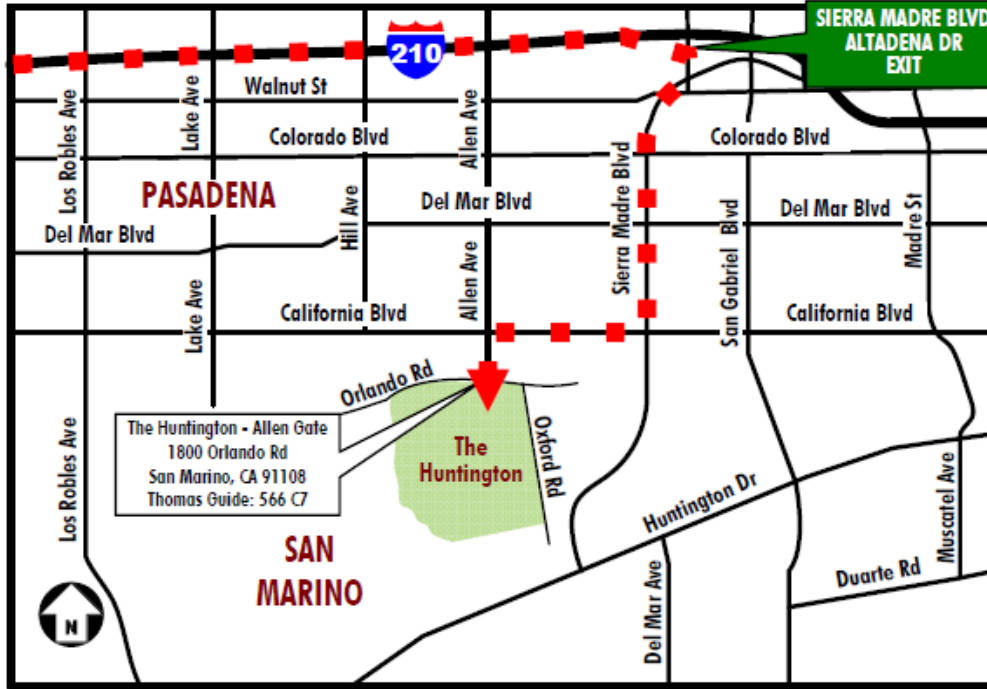 SIERRA MADRE BLVD
ALTADENA DR
EXIT
210
Walnut St
Los Robles Ave
Lake Ave
Allen Ave
Colorado Blvd
Colorado Blvd
PASADENA
Hill Ave
Del Mar Blvd
Del Mar Blvd
Del Mar Blvd
Sierra Madre Blvd
San Gabriel Blvd
Madre St
Lake Ave
Allen Ave
California Blvd
California Blvd
Orlando Rd
The Huntington - Allen Gate
1800 Orlando Rd
San Marino, CA 91108
Thomas Guide: 566 C7
The
Huntington
Oxford Rd
Los Robles Ave
Huntington Dr
Muscatel Ave
SAN
MARINO
Duarte Rd
Del Mar Ave
N